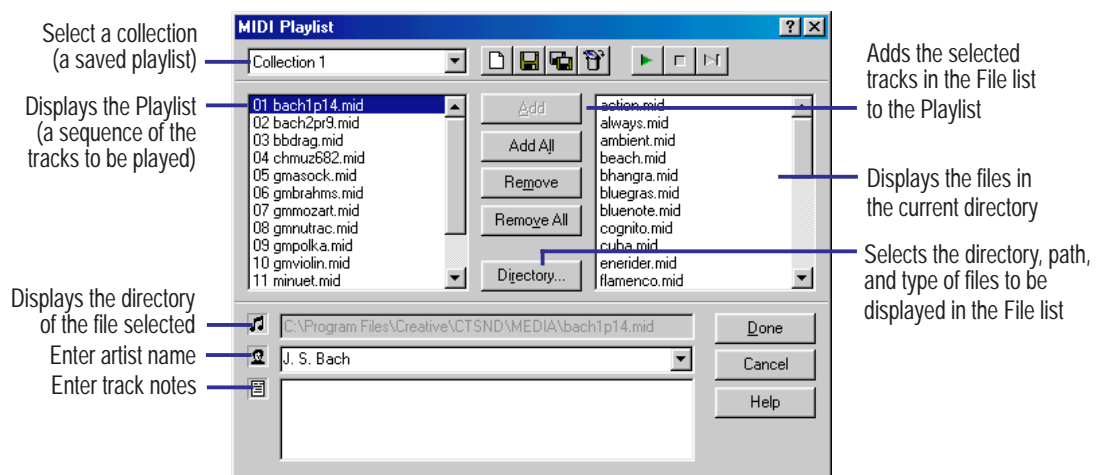 Select a collection
(a saved playlist)
Displays the Playlist
(a sequence of the
tracks to be played)
Displays the directory
of the file selected
Enter artist name
Enter track notes
MIDI Playlist
Collection 1
01 bach1p14.mid
02 bach2pr9.mid
03 bbdrag.mid
04 chmuz682.mid
05 gmasock.mid
06 gmbrahms.mid
07 gmmozart.mid
08 gmnutrac.mid
09 gmpolka.mid
10 gmviolin.mid
11 minuet.mid
Add
Add All
Remove
Remove All
Directory...
action.mid
always.mid
ambient.mid
beach.mid
bhangra.mid
bluegras.mid
bluenote.mid
cognito.mid
cuba.mid
enerider.mid
flamenco.mid
C:\Program Files\Creative\CTSND\MEDIA\bach1p14.mid
J. S. Bach
Done
Cancel
Help
Adds the selected
tracks in the File list
to the Playlist
Displays the files in
the current directory
Selects the directory, path,
and type of files to be
displayed in the File list